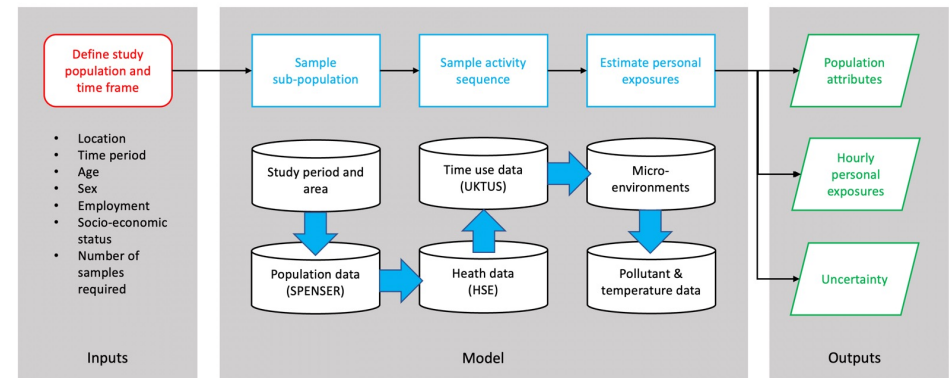 Define study
population and
time frame
• Location
• Time period
• Age
• Sex
• Employment
• Socio-economic
status
• Number of
samples
required
Inputs
Sample
sub-population
Sample activity
sequence
Estimate personal
exposures
Study period and
area
Time use data
(UKTUS)
Micro-
environments
Population data
(SPENSER)
Heath data
(HSE)
Pollutant &
temperature data
Model
Population
attributes
Hourly
personal
exposures
Uncertainty
Outputs